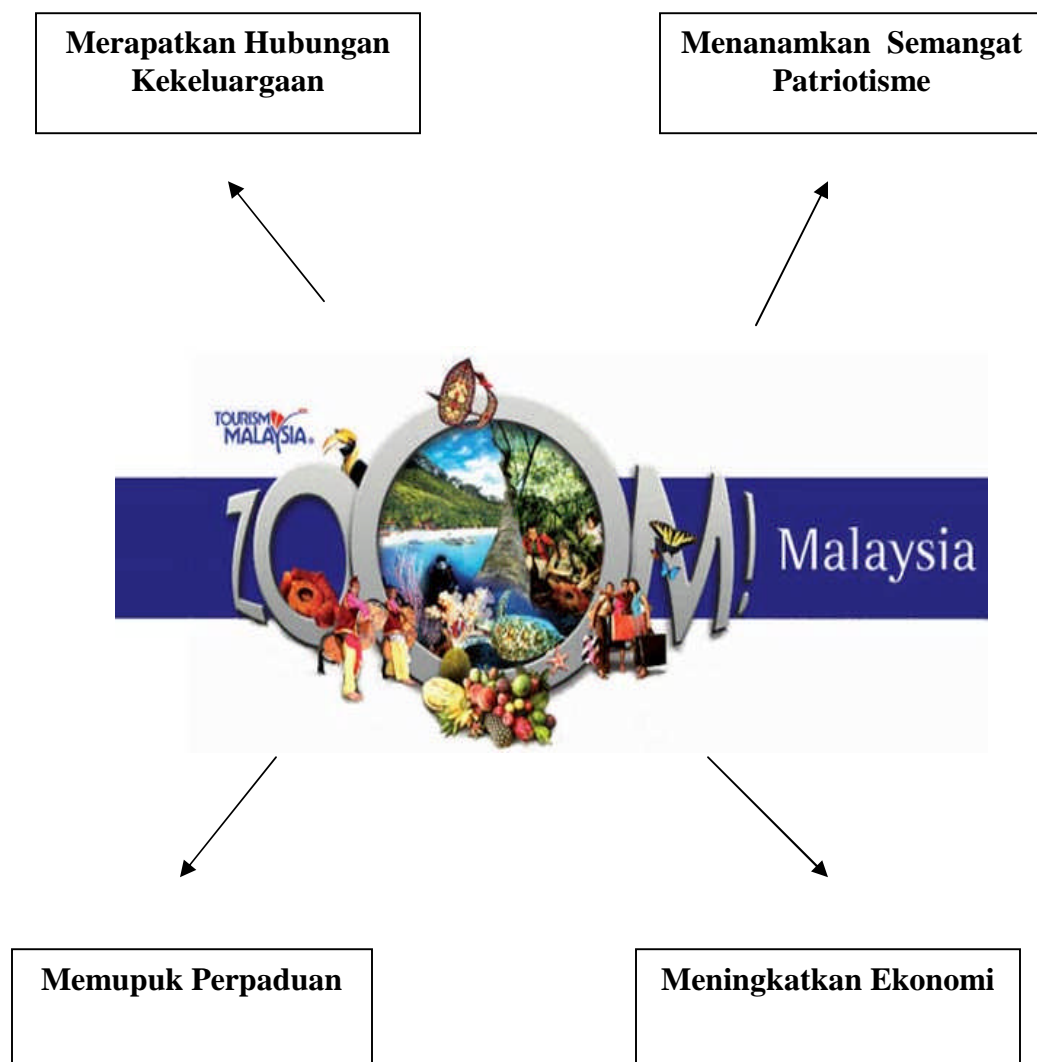 Merapatkan Hubungan
Kekeluargaan
Menanamkan Semangat
Patriotisme
TOURISM
MALAYSIA
ZOOM! Malaysia
Memupuk Perpaduan
Meningkatkan Ekonomi